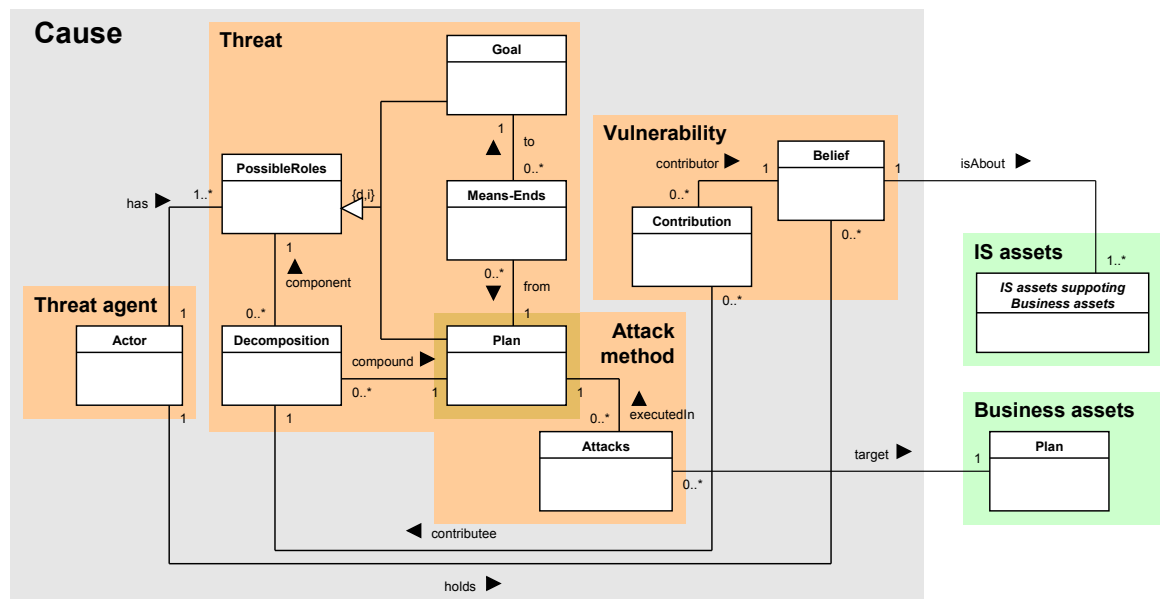 Cause
Threat
Goal
1
to
0..*
Vulnerability
contributor
1
Belief
1
isAbout
PossibleRoles
has
1..*
{d,i}
Means-Ends
0..*
Contribution
0..*
1
component
0..*
from
0..*
1..*
IS assets
IS assets suppoting
Business assets
Threat agent
1
0..*
1
Actor
Decomposition
compound
Plan
Attack
method
0..*
1
1
0..*
executedIn
1
1
Attacks
Business assets
Plan
target
1
0..*
contributee
holds